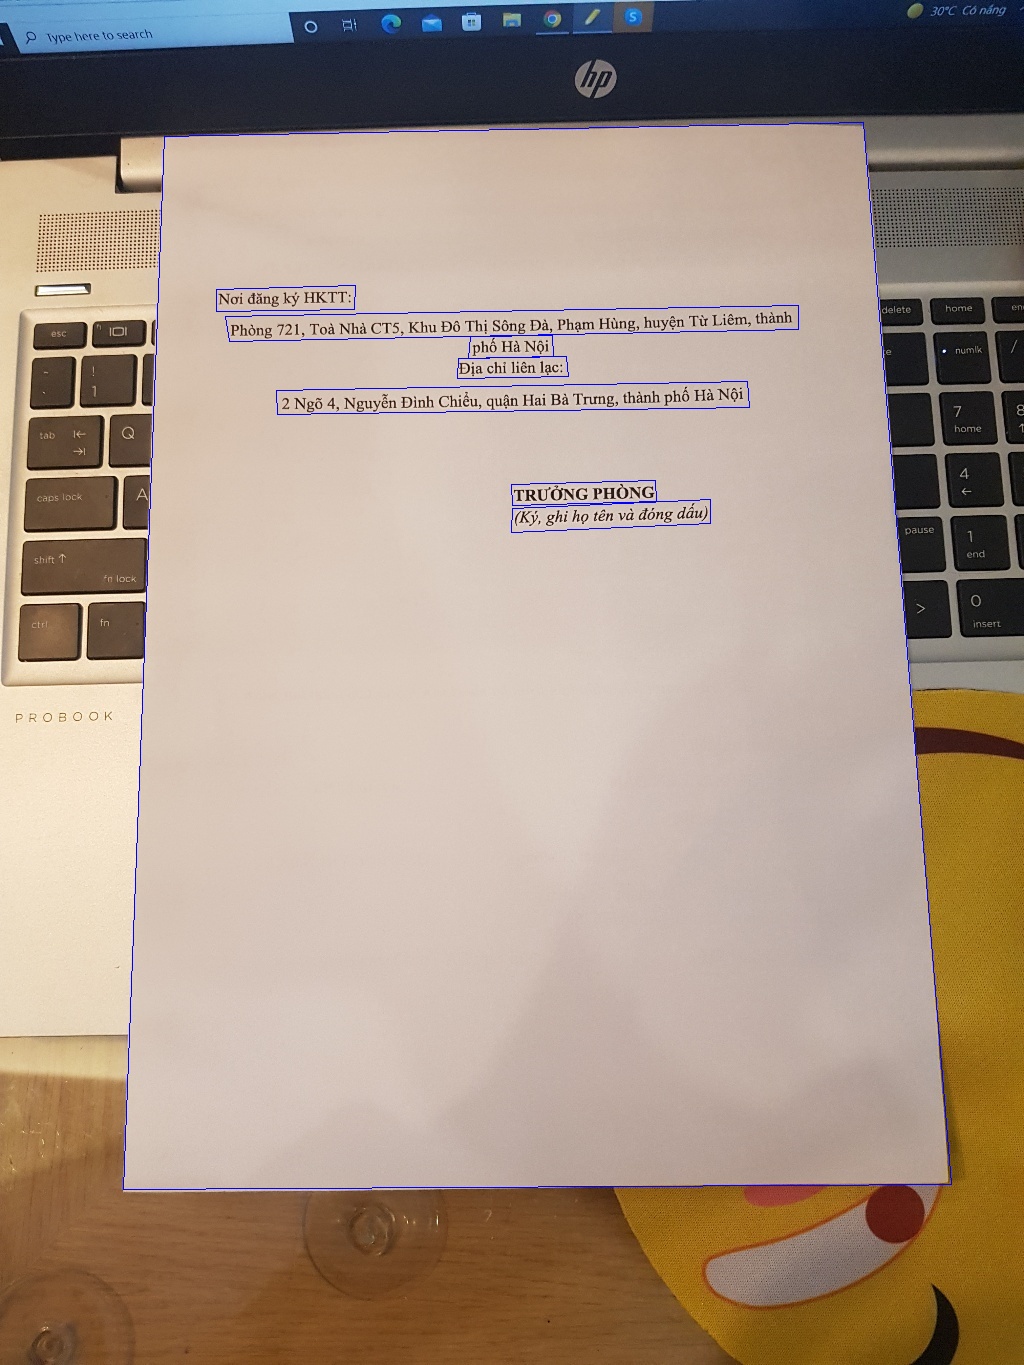 Type here to search
30°C Có nắng
hp
Nơi đăng ký HKTT:
Phòng 721, Toà Nhà CT5, Khu Đô Thị Sông Đà, Phạm Hùng, huyện Từ Liêm, thành
phố Hà Nội
Địa chỉ liên lạc:
2 Ngõ 4, Nguyễn Đình Chiểu, quận Hai Bà Trưng, thành phố Hà Nội
TRƯỞNG PHÒNG
(Ký, ghi họ tên và đóng dấu)
esc
delete
home
numlk
/
!
1
tab
Q
7
home
8
caps lock
A
4
shift
fn lock
pause
1
end
ctrl
fn
>
0
insert
PROBOOK